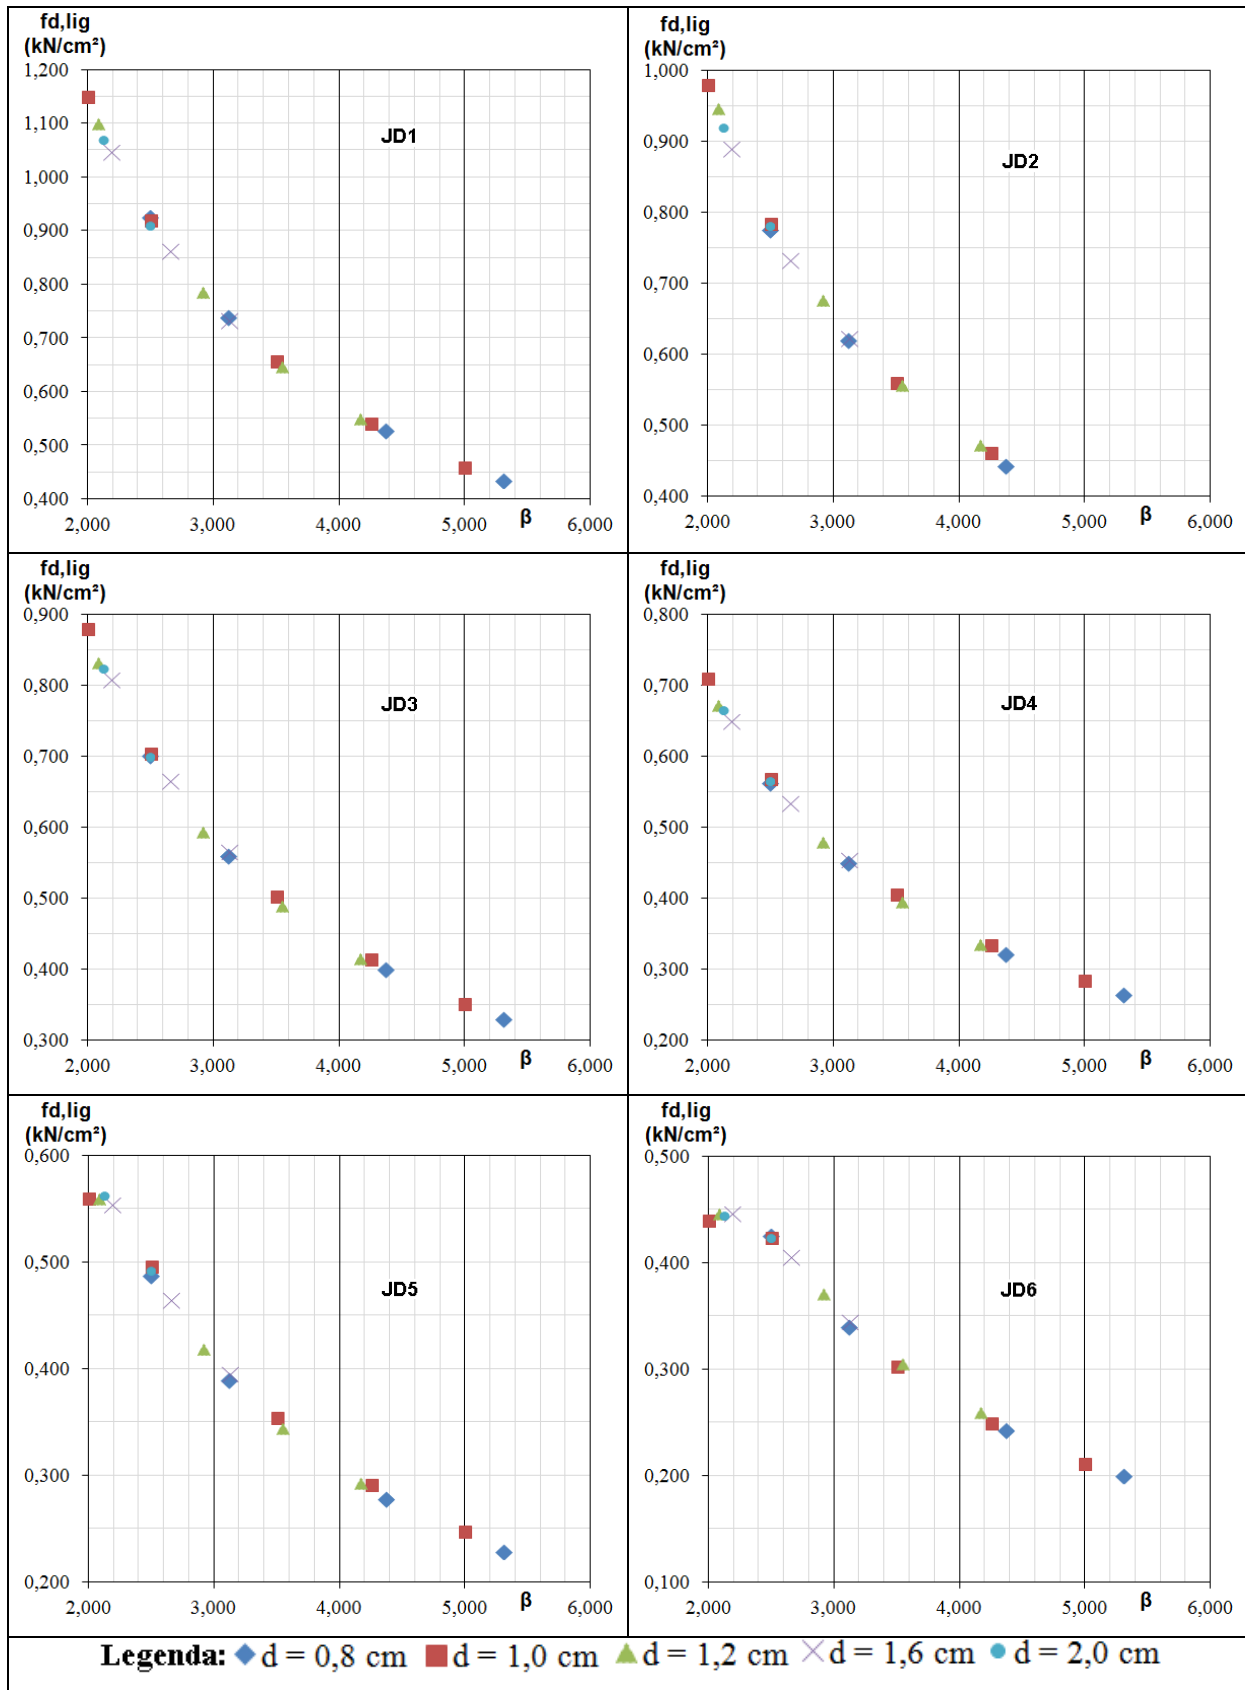 fd,lig
(kN/cm²)
1,200
1,100
1,000
0,900
0,800
0,700
0,600
0,500
0,400
2,000 3,000 4,000 5,000 β 6,000
JD1
fd,lig
(kN/cm²)
1,000
0,900
0,800
0,700
0,600
0,500
0,400
2,000 3,000 4,000 5,000 β 6,000
JD2
fd,lig
(kN/cm²)
0,900
0,800
0,700
0,600
0,500
0,400
0,300
2,000 3,000 4,000 5,000 β 6,000
JD3
fd,lig
(kN/cm²)
0,800
0,700
0,600
0,500
0,400
0,300
0,200
2,000 3,000 4,000 5,000 β 6,000
JD4
fd,lig
(kN/cm²)
0,600
0,500
0,400
0,300
0,200
2,000 3,000 4,000 5,000 β 6,000
JD5
fd,lig
(kN/cm²)
0,500
0,400
0,300
0,200
0,100
2,000 3,000 4,000 5,000 β 6,000
JD6
Legenda: d = 0,8 cm d = 1,0 cm d = 1,2 cm d = 1,6 cm d = 2,0 cm